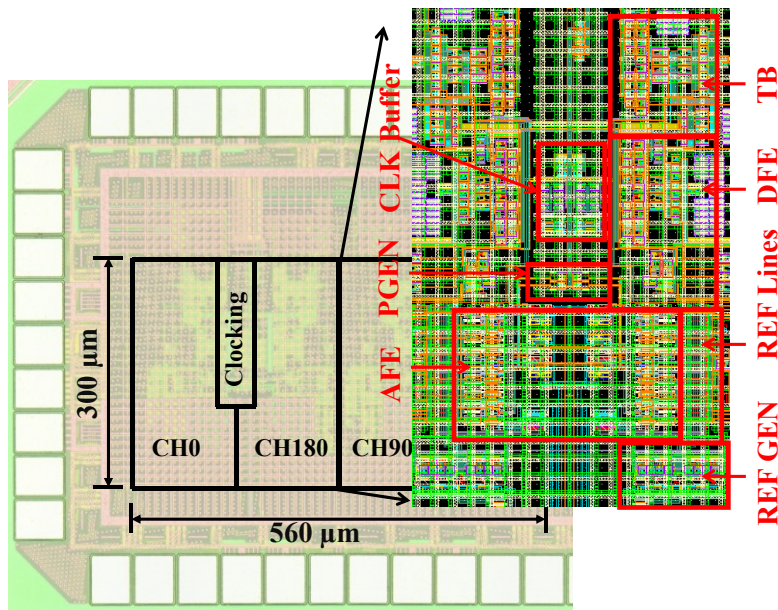 TB
CLK Buffer
DFE
PGEN
REF Lines
AFE
REF GEN
Clocking
300 µm
CH0
CH180
CH90
560 µm